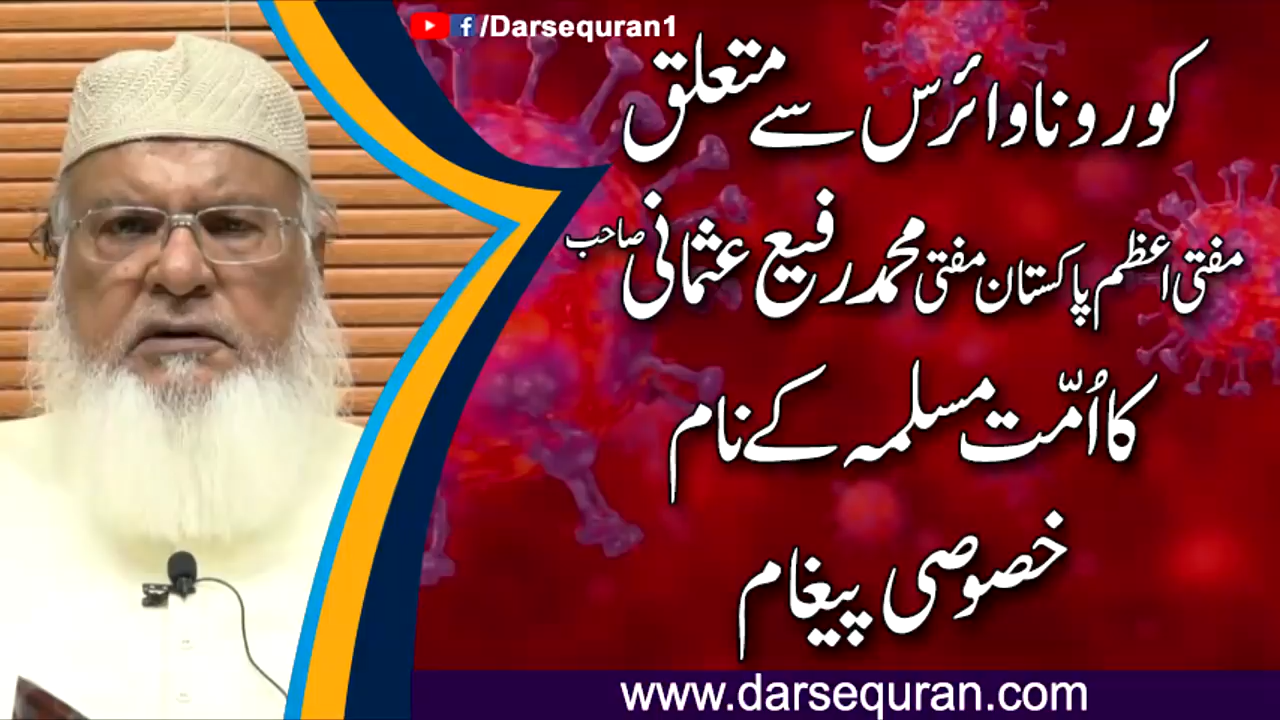 /Darsequran1
کورونا وائرس سے متعلق
مفتی اعظم پاکستان مفتی محمد رفیع عثمانی صاحب
کا اُمّت مسلمہ کے نام
خصوصی پیغام
www.darsequran.com